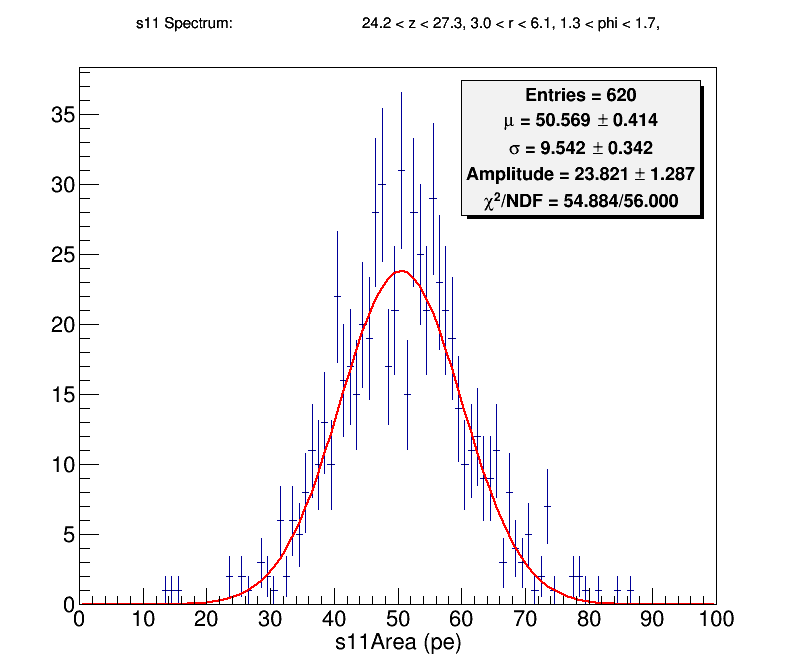 s11 Spectrum: 24.2 < z < 27.3, 3.0 < r < 6.1, 1.3 < phi < 1.7,
Entries = 620
μ = 50.569 ± 0.414
σ = 9.542 ± 0.342
Amplitude = 23.821 ± 1.287
χ²/NDF = 54.884/56.000
35
30
25
20
15
10
5
0
0 10 20 30 40 50 60 70 80 90 100
s11Area (pe)